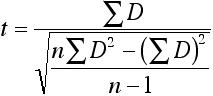 t = ∑D / √((n∑D² − (∑D)²) / (n−1))